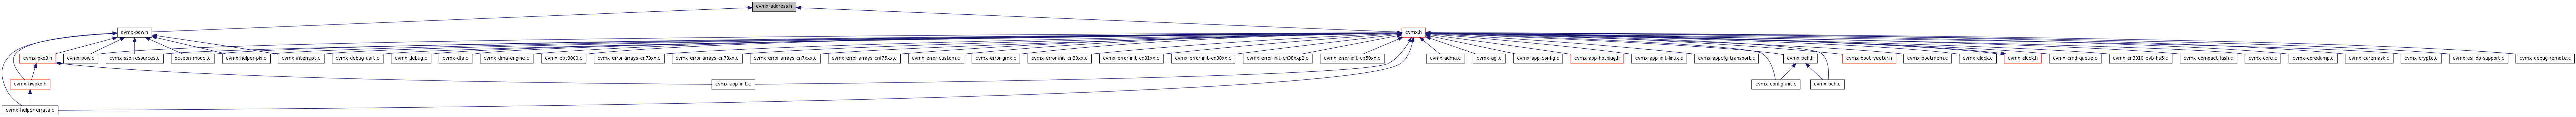 cvmx-address.h
cvmx-pow.h
cvmx.h
cvmx-pko3.h
cvmx-pow.c
cvmx-sso-resources.c
octeon-model.c
cvmx-helper-pki.c
cvmx-interrupt.c
cvmx-debug-uart.c
cvmx-debug.c
cvmx-dfa.c
cvmx-dma-engine.c
cvmx-ebt3000.c
cvmx-error-arrays-cn73xx.c
cvmx-error-arrays-cn78xx.c
cvmx-error-arrays-cn7xxx.c
cvmx-error-arrays-cnf75xx.c
cvmx-error-custom.c
cvmx-error-gmx.c
cvmx-error-init-cn30xx.c
cvmx-error-init-cn31xx.c
cvmx-error-init-cn38xx.c
cvmx-error-init-cn38xxp2.c
cvmx-error-init-cn50xx.c
cvmx-adma.c
cvmx-agl.c
cvmx-app-config.c
cvmx-app-hotplug.h
cvmx-app-init-linux.c
cvmx-appcfg-transport.c
cvmx-bch.h
cvmx-boot-vector.h
cvmx-bootmem.c
cvmx-clock.c
cvmx-clock.h
cvmx-cmd-queue.c
cvmx-cn3010-evb-hs5.c
cvmx-compactflash.c
cvmx-core.c
cvmx-coredump.c
cvmx-coremask.c
cvmx-crypto.c
cvmx-csr-db-support.c
cvmx-debug-remote.c
cvmx-hwpko.h
cvmx-app-init.c
cvmx-config-init.c
cvmx-bch.c
cvmx-helper-errata.c